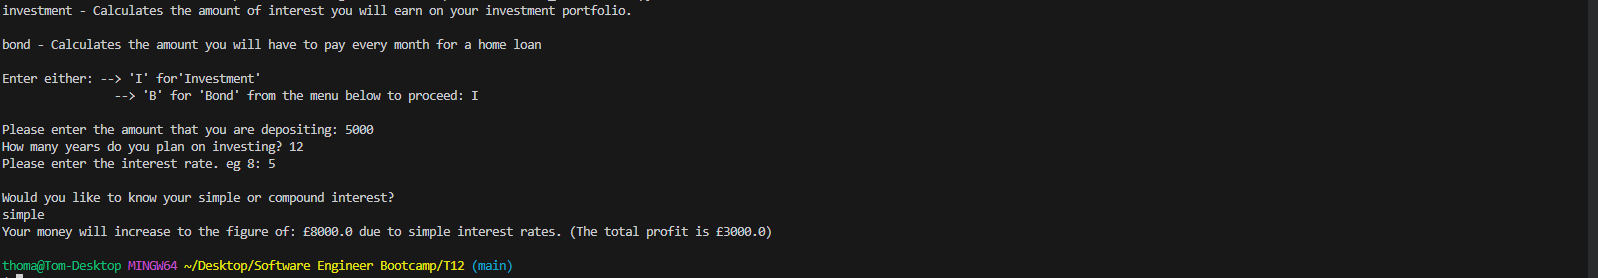 investment - Calculates the amount of interest you will earn on your investment portfolio.
bond - Calculates the amount you will have to pay every month for a home loan
Enter either: --> 'I' for'Investment'
--> 'B' for 'Bond' from the menu below to proceed: I
Please enter the amount that you are depositing: 5000
How many years do you plan on investing? 12
Please enter the interest rate. eg 8: 5
Would you like to know your simple or compound interest?
simple
Your money will increase to the figure of: £8000.0 due to simple interest rates. (The total profit is £3000.0)
thoma@Tom-Desktop MINGW64 ~/Desktop/Software Engineer Bootcamp/T12 (main)